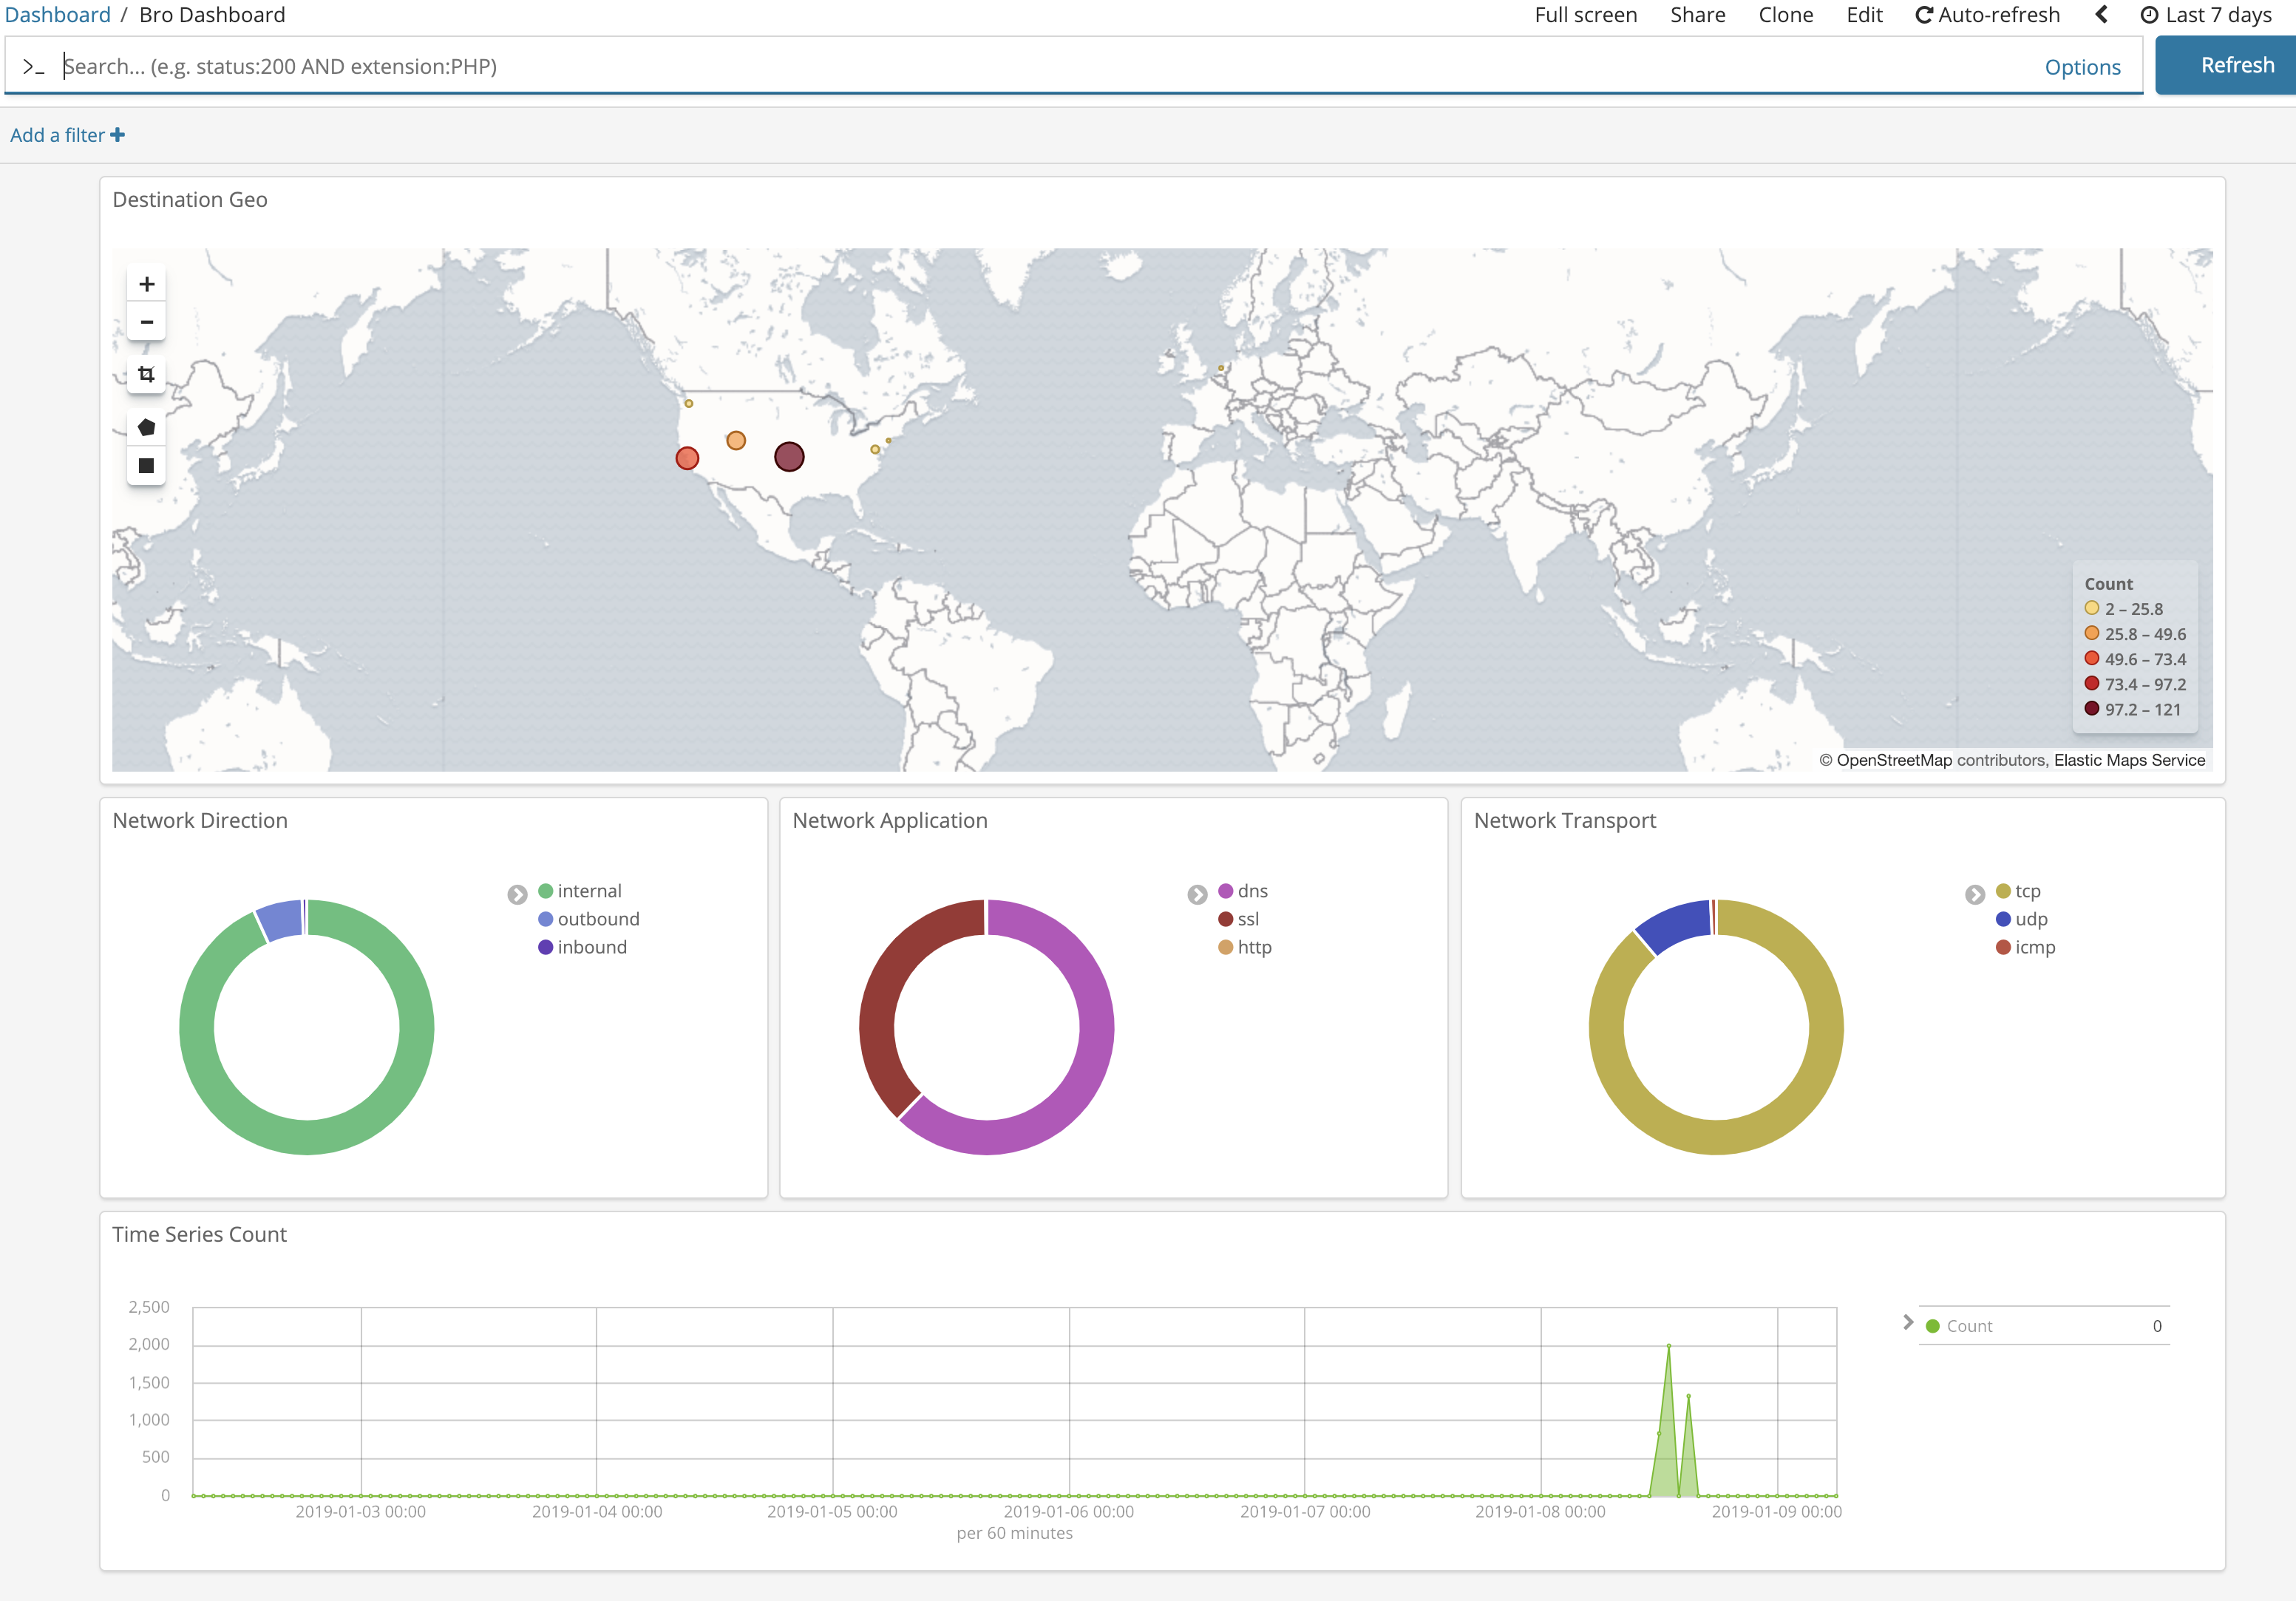 Dashboard / Bro Dashboard
Full screen Share Clone Edit Auto-refresh Last 7 days
>_ Search... (e.g. status:200 AND extension:PHP) Options Refresh
Add a filter +
Destination Geo
Count
2 – 25.8
25.8 – 49.6
49.6 – 73.4
73.4 – 97.2
97.2 – 121
© OpenStreetMap contributors, Elastic Maps Service
Network Direction
internal
outbound
inbound
Network Application
dns
ssl
http
Network Transport
tcp
udp
icmp
Time Series Count
2,500
2,000
1,500
1,000
500
0
2019-01-03 00:00 2019-01-04 00:00 2019-01-05 00:00 2019-01-06 00:00 2019-01-07 00:00 2019-01-08 00:00 2019-01-09 00:00
per 60 minutes
Count 0